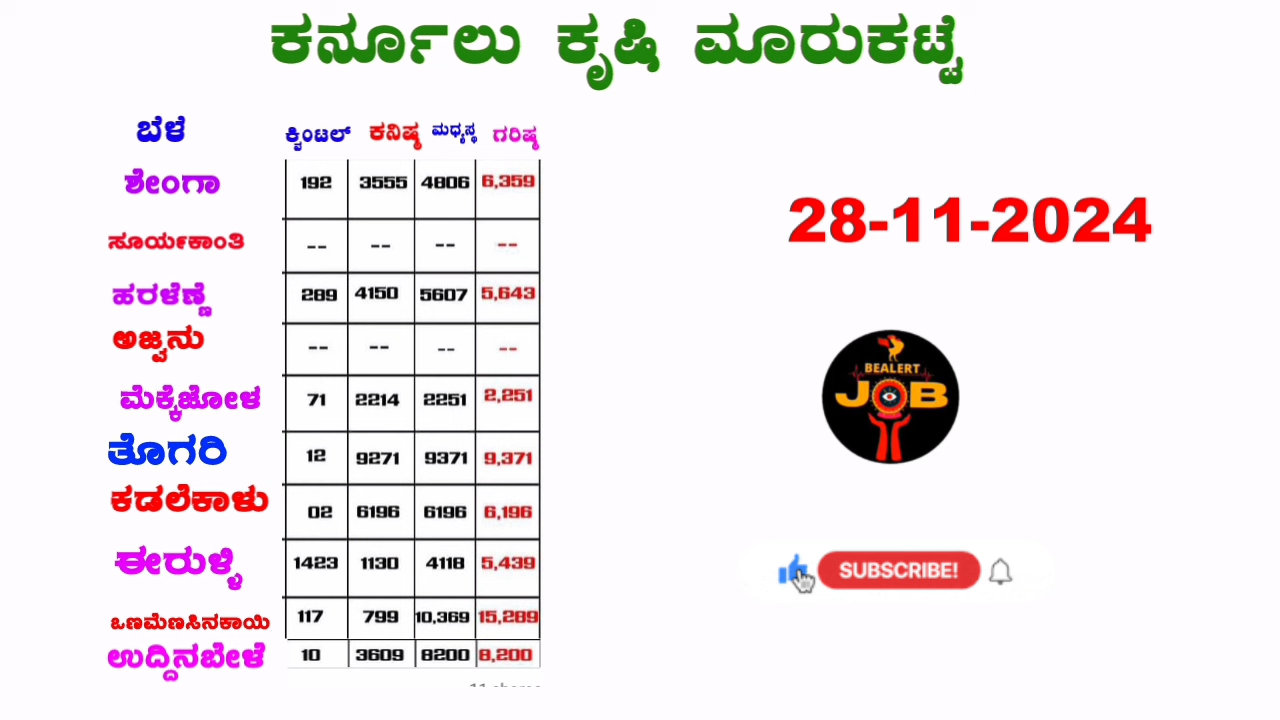 ಕರ್ನೂಲು ಕೃಷಿ ಮಾರುಕಟ್ಟೆ
ಬೆಳೆ ಕ್ವಿಂಟಲ್ ಕನಿಷ್ಠ ಮಧ್ಯಸ್ಥ ಗರಿಷ್ಠ
ಶೇಂಗಾ 192 3555 4806 6,359
ಸೂರ್ಯಕಾಂತಿ -- -- -- --
ಹರಳೆಣ್ಣೆ 289 4150 5607 5,643
ಅಜ್ವನು -- -- -- --
ಮೆಕ್ಕೆಜೋಳ 71 2214 2251 2,251
ತೊಗರಿ 12 9271 9371 9,371
ಕಡಲೆಕಾಳು 02 6196 6196 6,196
ಈರುಳ್ಳಿ 1423 1130 4118 5,439
ಒಣಮೆಣಸಿನಕಾಯಿ 117 799 10,369 15,289
ಉದ್ದಿನಬೇಳೆ 10 3609 8200 8,200
28-11-2024
BEALERT
JOB
SUBSCRIBE!